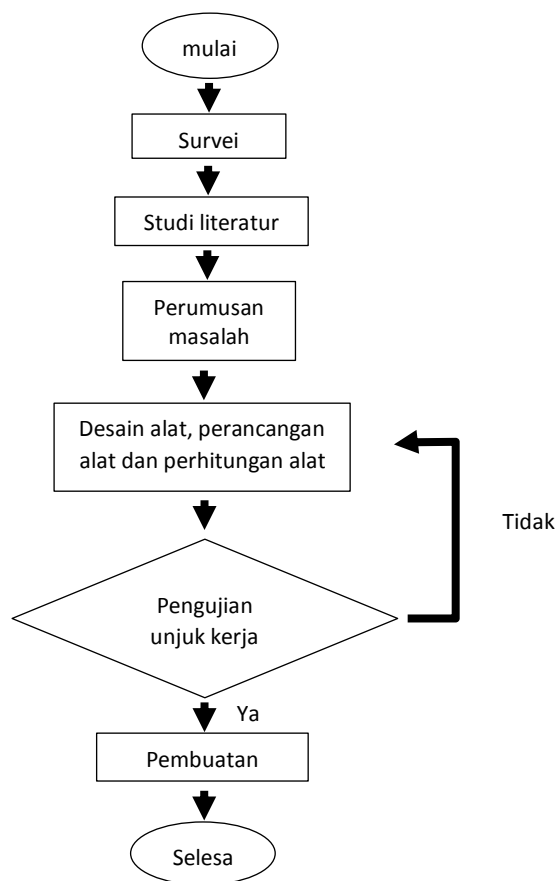 mulai
Survei
Studi literatur
Perumusan
masalah
Desain alat, perancangan
alat dan perhitungan alat
Tidak
Pengujian
unjuk kerja
Ya
Pembuatan
Selesa